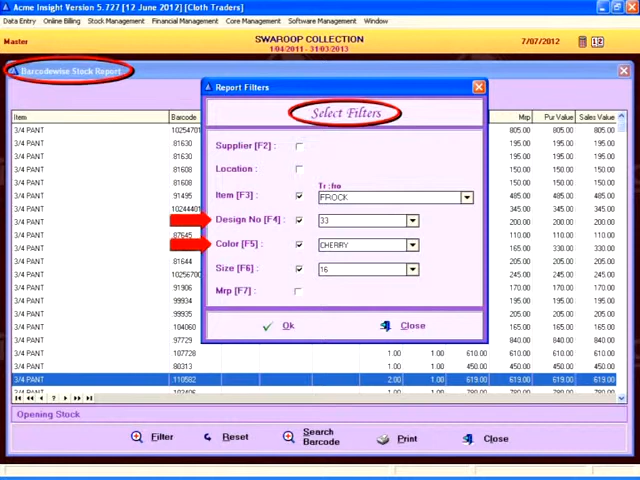 Acme Insight Version 5.727 [12 June 2012] [Cloth Traders]
Data Entry Online Billing Stock Management Financial Management Core Management Software Management Window
Master SWAROOP COLLECTION 7/07/2012
1/04/2011 - 31/03/2013
Barcodewise Stock Report
Report Filters
Select Filters
Item Barcode Mrp Pur Value Sales Value
3/4 PANT 10254701 805.00 805.00 805.00
3/4 PANT 81630 195.00 195.00 195.00
3/4 PANT 81630 195.00 195.00 195.00
3/4 PANT 81608 150.00 150.00 150.00
3/4 PANT 81608 150.00 150.00 150.00
3/4 PANT 91495 485.00 485.00 485.00
3/4 PANT 345.00 345.00 345.00
3/4 PANT 200.00 200.00 200.00
3/4 PANT 87645 110.00 110.00 110.00
3/4 PANT 165.00 330.00 330.00
3/4 PANT 81644 245.00 245.00 245.00
3/4 PANT 170.00 170.00 170.00
3/4 PANT 91906 205.00 205.00 205.00
3/4 PANT 99934 205.00 205.00 205.00
3/4 PANT 99935 205.00 205.00 205.00
3/4 PANT 104060 165.00 165.00 165.00
3/4 PANT 97729 840.00 840.00 840.00
3/4 PANT 107728 1.00 1.00 610.00 610.00 610.00 610.00
3/4 PANT 80313 1.00 1.00 450.00 450.00 450.00 450.00
3/4 PANT 110582 2.00 1.00 619.00 619.00 619.00 619.00
Supplier [F2] :
Location :
Tr :fro
Item [F3] : FROCK
Design No [F4] : 33
Color [F5] : CHERRY
Size [F6] : 16
Mrp [F7] :
Ok Close
Opening Stock
Filter Reset Search Barcode Print Close